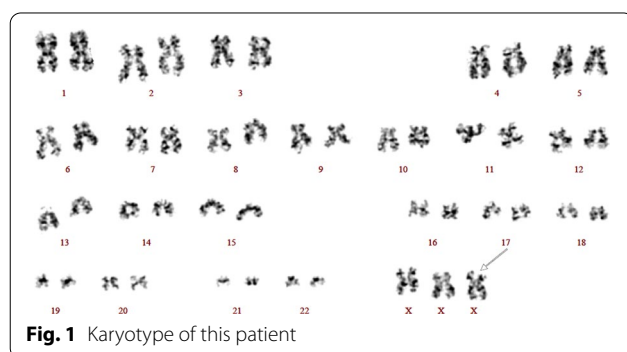 1 2 3 4 5
6 7 8 9 10 11 12
13 14 15 16 17 18
19 20 21 22 X X X
Fig. 1 Karyotype of this patient